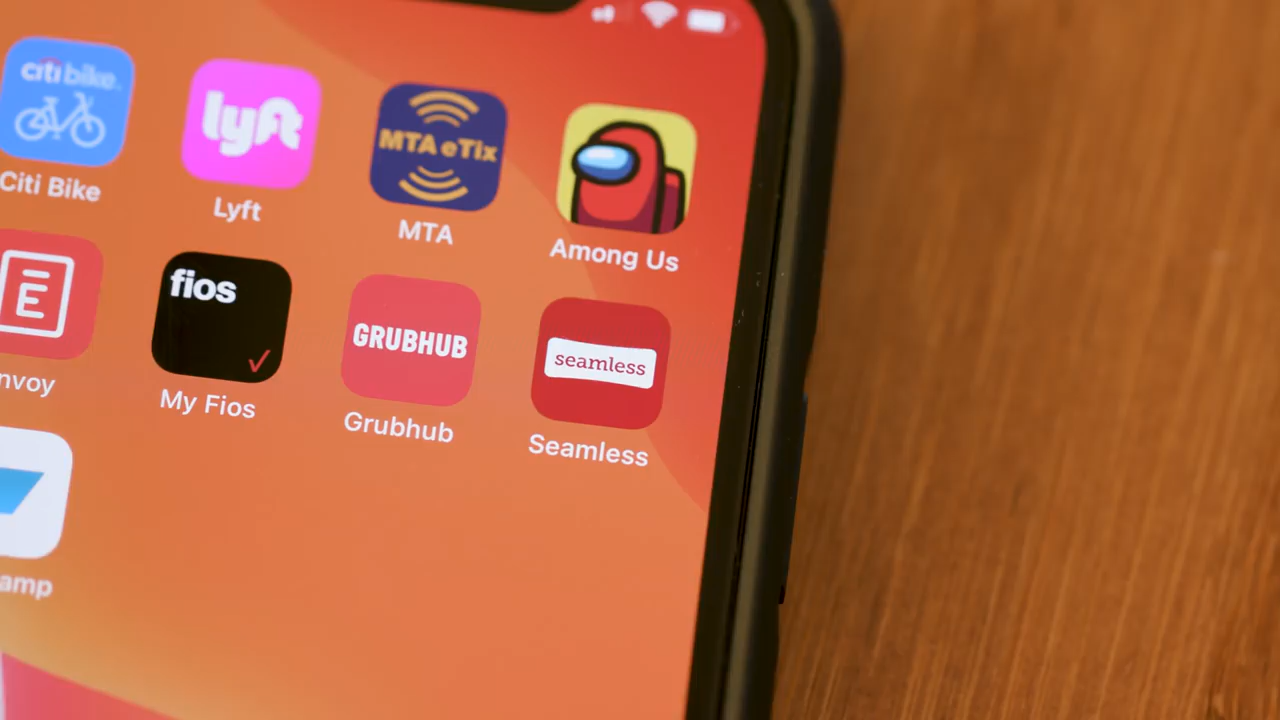 citi bike.
lyft
MTA eTix
Citi Bike
Lyft
MTA
Among Us
E
fios
GRUBHUB
seamless
nvoy
My Fios
Grubhub
Seamless
amp